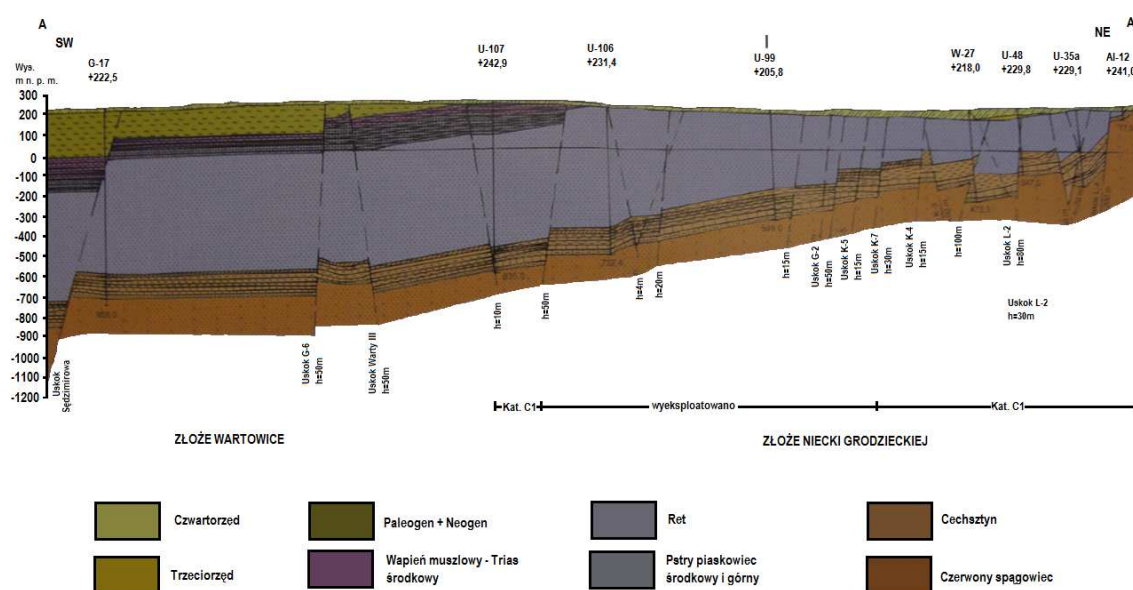 A
SW
NE
A
G-17
+222,5
U-107
+242,9
U-106
+231,4
U-99
+205,8
W-27
+218,0
U-48
+229,8
U-35a
+229,1
Al-12
+241,0
Wys.
m n. p. m.
300
200
100
0
-100
-200
-300
-400
-500
-600
-700
-800
-900
-1000
-1100
-1200
Uskok
Sędzimirowa
Uskok G-6
h=50m
Uskok Warty III
h=50m
h=10m
h=50m
h=4m
h=20m
h=15m
Uskok G-2
h=50m
Uskok K-5
h=15m
Uskok K-7
h=30m
Uskok K-4
h=15m
h=100m
Uskok L-2
h=80m
Uskok L-2
h=30m
Kat. C1
wyeksploatowano
Kat. C1
ZŁOŻE WARTOWICE
ZŁOŻE NIECKI GRODZIECKIEJ
Czwartorzed
Paleogen + Neogen
Ret
Cechsztyn
Trzeciorzęd
Wapień muszlowy - Trias
środkowy
Pstry piaskowiec
środkowy i górny
Czerwony spągowiec